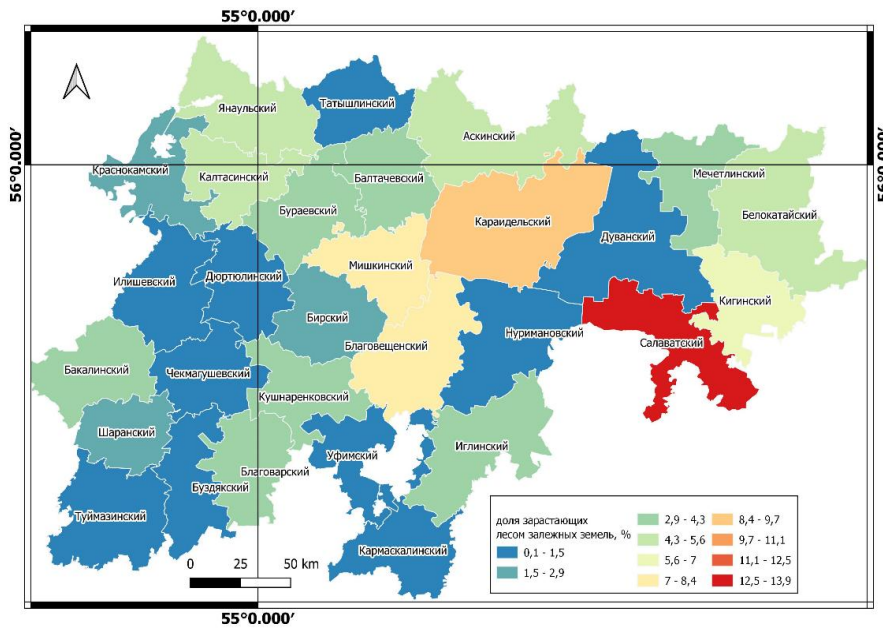 55°0.000′
Татышлинский
Янаульский
Аскинский
56°0.000′
56°0.000′
Краснокамский
Калтасинский
Балтачевский
Мечетлинский
Бураевский
Белокатайский
Караидельский
Дуванский
Мишкинский
Илишевский
Дюртюлинский
Кигинский
Бирский
Нуримановский
Салаватский
Благовещенский
Бакалинский
Чекмагушевский
Кушнаренковский
Шаранский
Иглинский
Уфимский
Благоварский
Буздякский
Туймазинский
Кармаскалинский
доля зарастающих
лесом залежных земель, %
0,1 - 1,5
1,5 - 2,9
2,9 - 4,3
4,3 - 5,6
5,6 - 7
7 - 8,4
8,4 - 9,7
9,7 - 11,1
11,1 - 12,5
12,5 - 13,9
0 25 50 km
55°0.000′